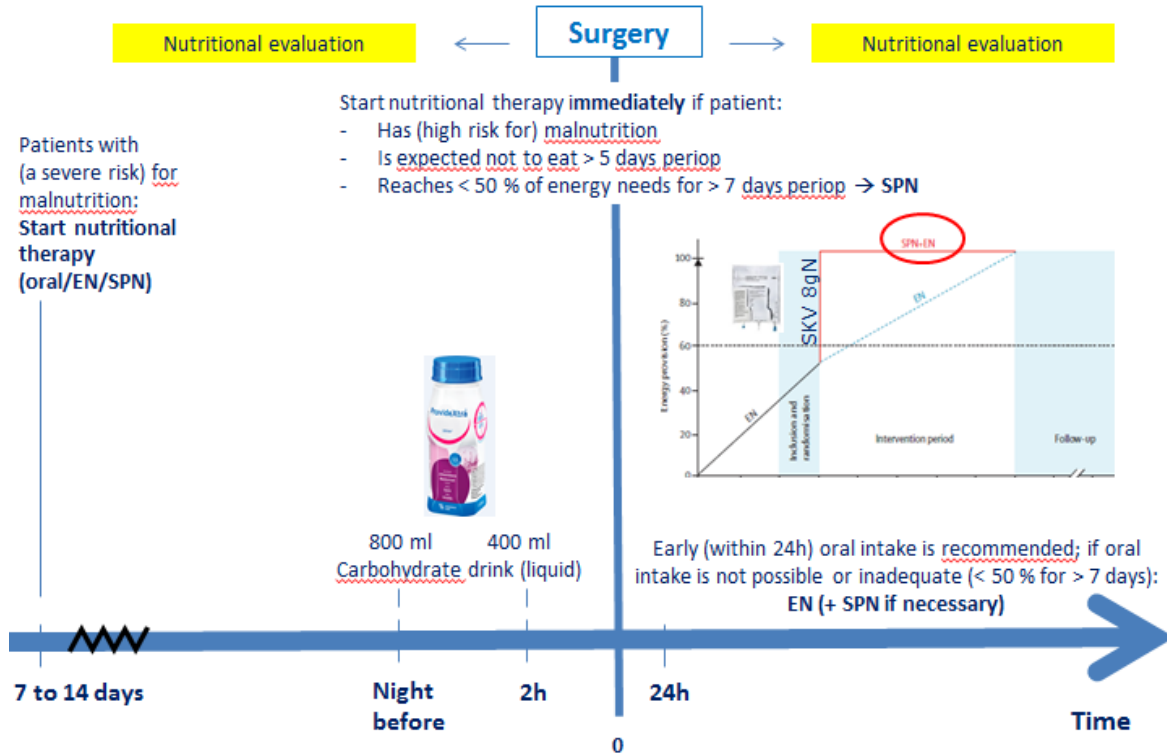 Nutritional evaluation
Surgery
Nutritional evaluation
Start nutritional therapy immediately if patient:
- Has (high risk for) malnutrition
- Is expected not to eat > 5 days periop
- Reaches < 50 % of energy needs for > 7 days periop → SPN
Patients with
(a severe risk) for
malnutrition:
Start nutritional
therapy
(oral/EN/SPN)
SPN+EN
100
80
60
40
20
0
Energy provision (%)
SKV 8gN
EN
EN
Inclusion and
randomisation
Intervention period
Follow-up
ProvideXtra
800 ml
400 ml
Carbohydrate drink (liquid)
Early (within 24h) oral intake is recommended; if oral
intake is not possible or inadequate (< 50 % for > 7 days):
EN (+ SPN if necessary)
7 to 14 days
Night
before
2h
0
24h
Time